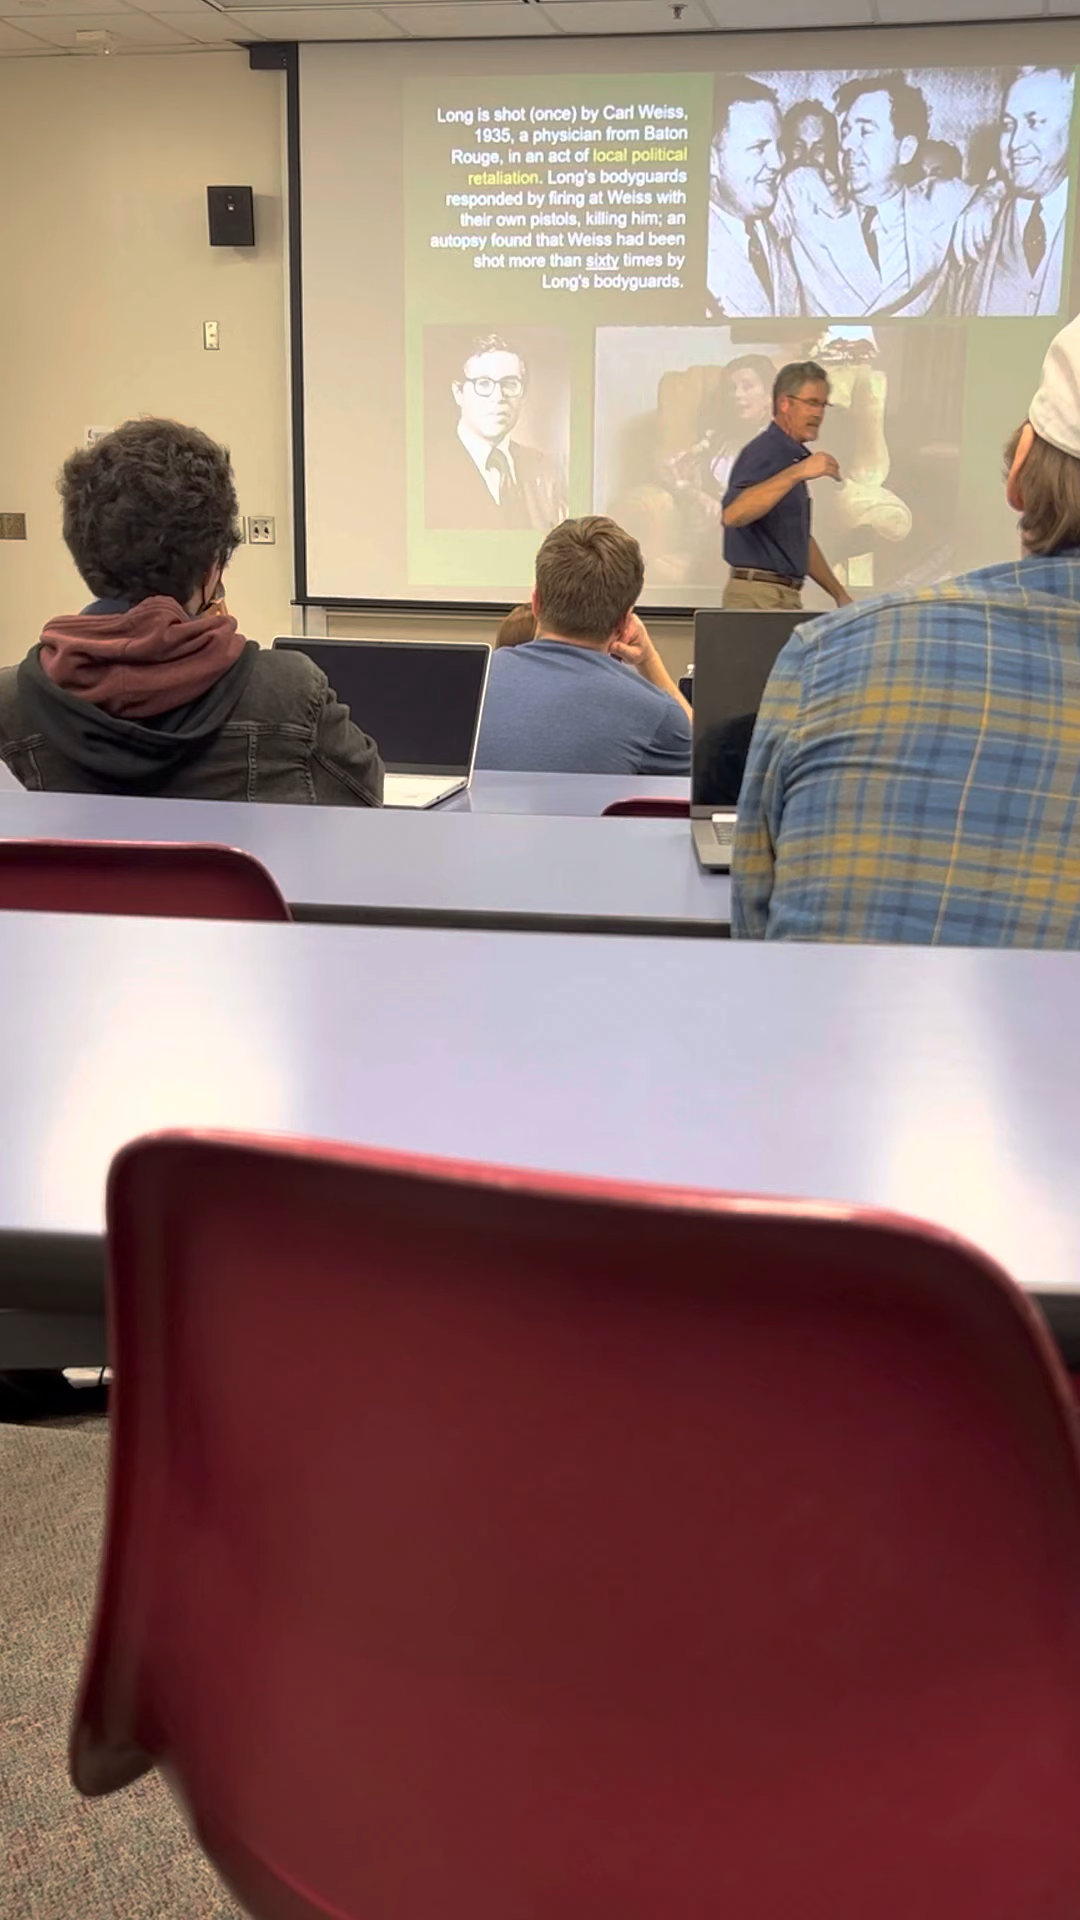 Long is shot (once) by Carl Weiss,
1935, a physician from Baton
Rouge, in an act of local political
retaliation. Long's bodyguards
responded by firing at Weiss with
their own pistols, killing him; an
autopsy found that Weiss had been
shot more than sixty times by
Long's bodyguards.